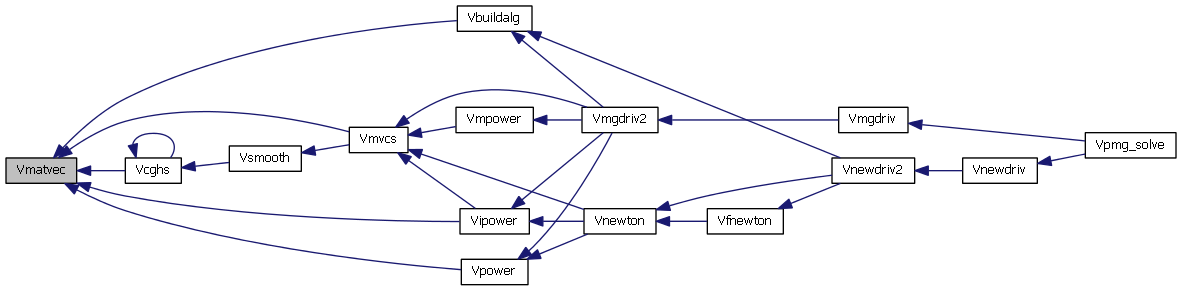 Vbuildalg
Vmpower
Vmgdriv2
Vmgdriv
Vmvcs
Vpmg_solve
Vsmooth
Vmatvec
Vcghs
Vnewdriv2
Vnewdriv
Vipower
Vnewton
Vfnewton
Vpower